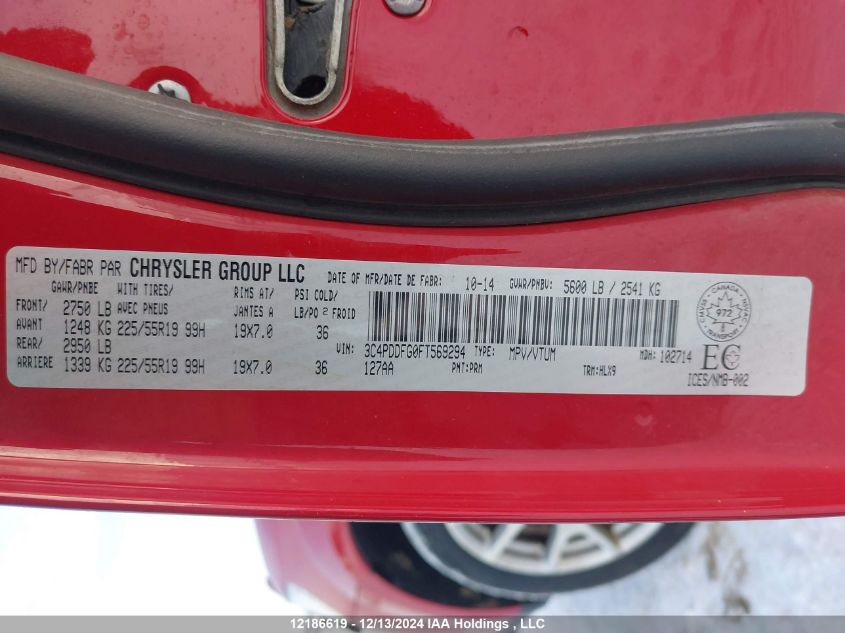 MFD BY/FABR PAR CHRYSLER GROUP LLC DATE OF MFR/DATE DE FABR: 10-14 GVWR/PNBV: 5600 LB / 2541 KG
GAWR/PNBE WITH TIRES/ RIMS AT/ PSI COLD/
FRONT/ 2750 LB AVEC PNEUS JANTES A LB/PO 2 FROID
AVANT 1248 KG 225/55R19 99H 19X7.0 36
REAR/ 2950 LB VIN: 3C4PDDFG0FT569294 TYPE: MPV/VTUM MDH: 102714
ARRIERE 1339 KG 225/55R19 99H 19X7.0 36 127AA PNT:PRM TRM:HLX9
CANADA
972
TRANSPORT
EC
ICES/NMB-002
12186619 - 12/13/2024 IAA Holdings , LLC